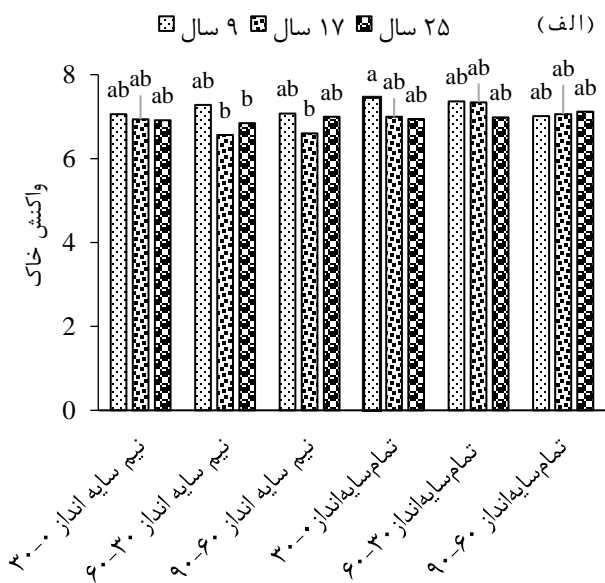 (الف)
۹ سال ۱۷ سال ۲۵ سال
ab ab ab ab b b ab b ab a ab ab ab ab ab ab ab ab
8
6
4
2
0
واکنش خاک
نیم سایه انداز ۰-۳۰
نیم سایه انداز ۳۰-۶۰
نیم سایه انداز ۶۰-۹۰
تمام‌سایه‌انداز ۰-۳۰
تمام‌سایه‌انداز ۳۰-۶۰
تمام‌سایه‌انداز ۶۰-۹۰